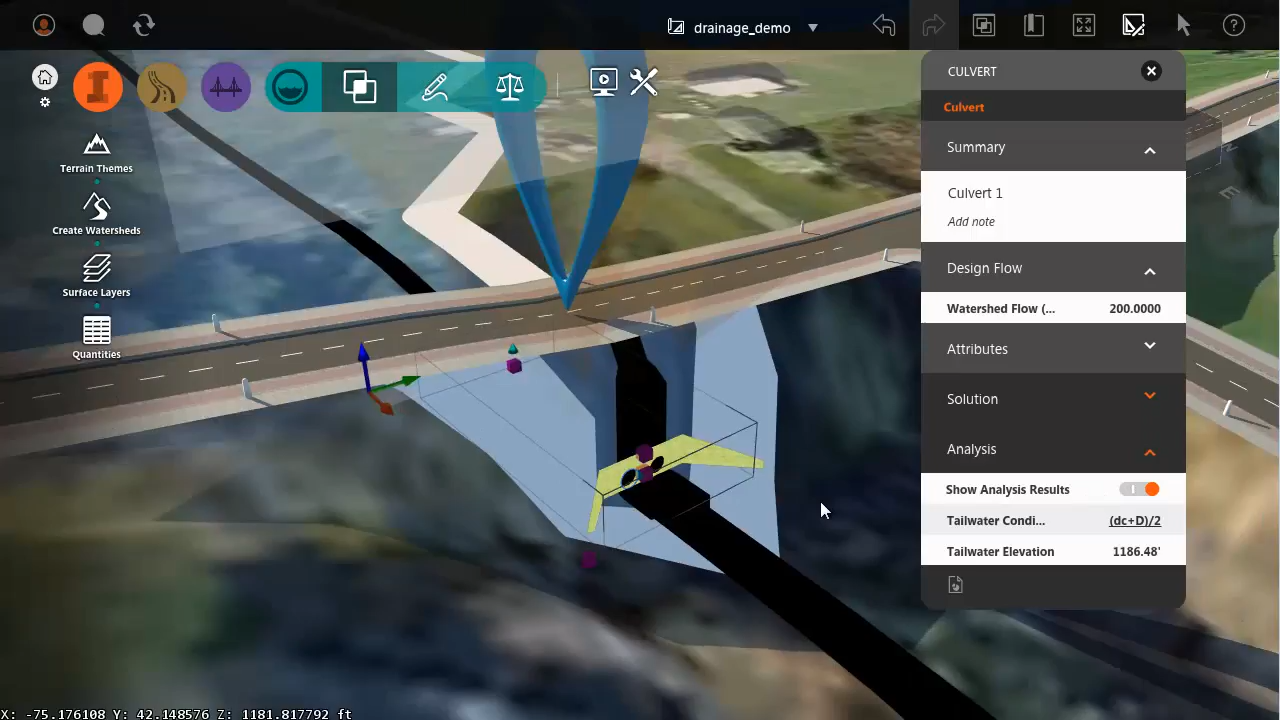 drainage_demo
Terrain Themes
Create Watersheds
Surface Layers
Quantities
CULVERT
Culvert
Summary
Culvert 1
Add note
Design Flow
Watershed Flow (... 200.0000
Attributes
Solution
Analysis
Show Analysis Results
Tailwater Condi... (dc+D)/2
Tailwater Elevation 1186.48'
X: -75.176108 Y: 42.148576 Z: 1181.817792 ft